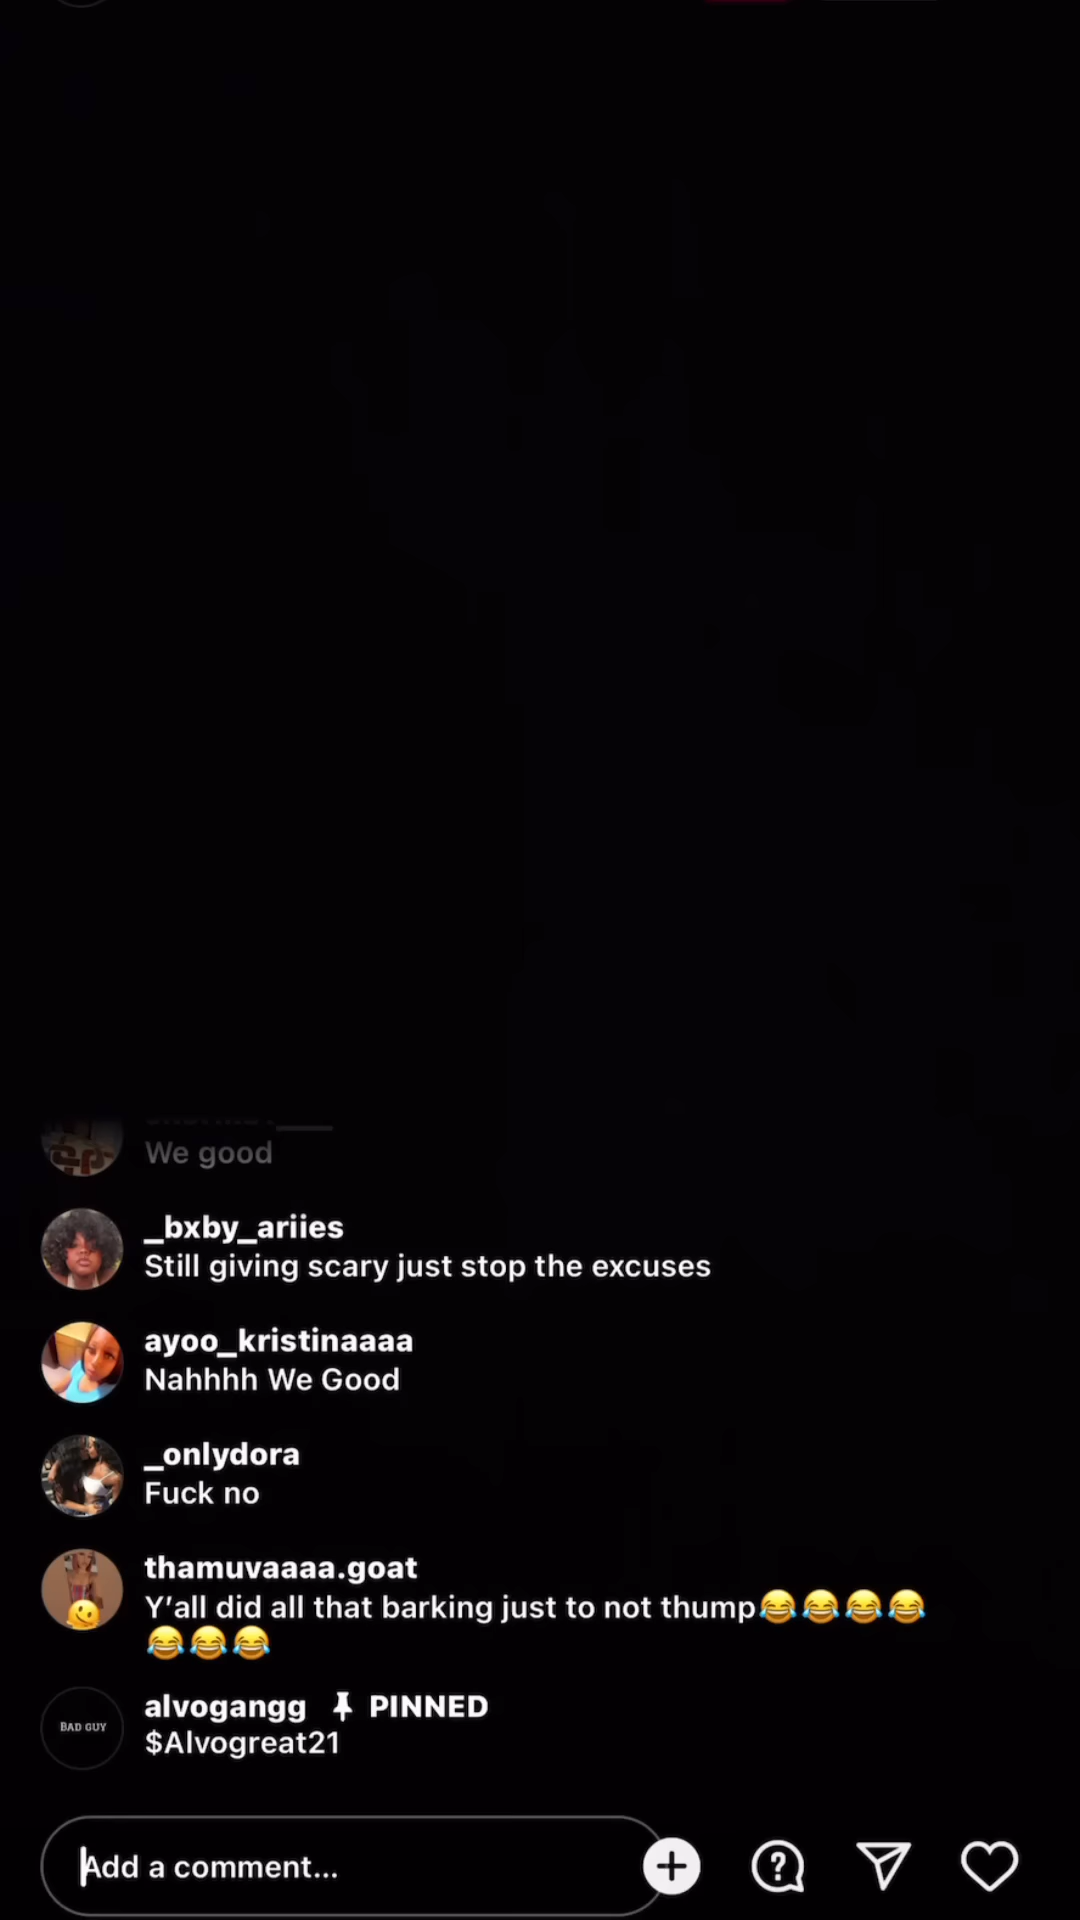 We good
_bxby_ariies
Still giving scary just stop the excuses
ayoo_kristinaaaa
Nahhhh We Good
_onlydora
Fuck no
thamuvaaaa.goat
Y'all did all that barking just to not thump😂😂😂😂
😂😂😂
alvogangg 📌 PINNED
BAD GUY
$Alvogreat21
Add a comment...